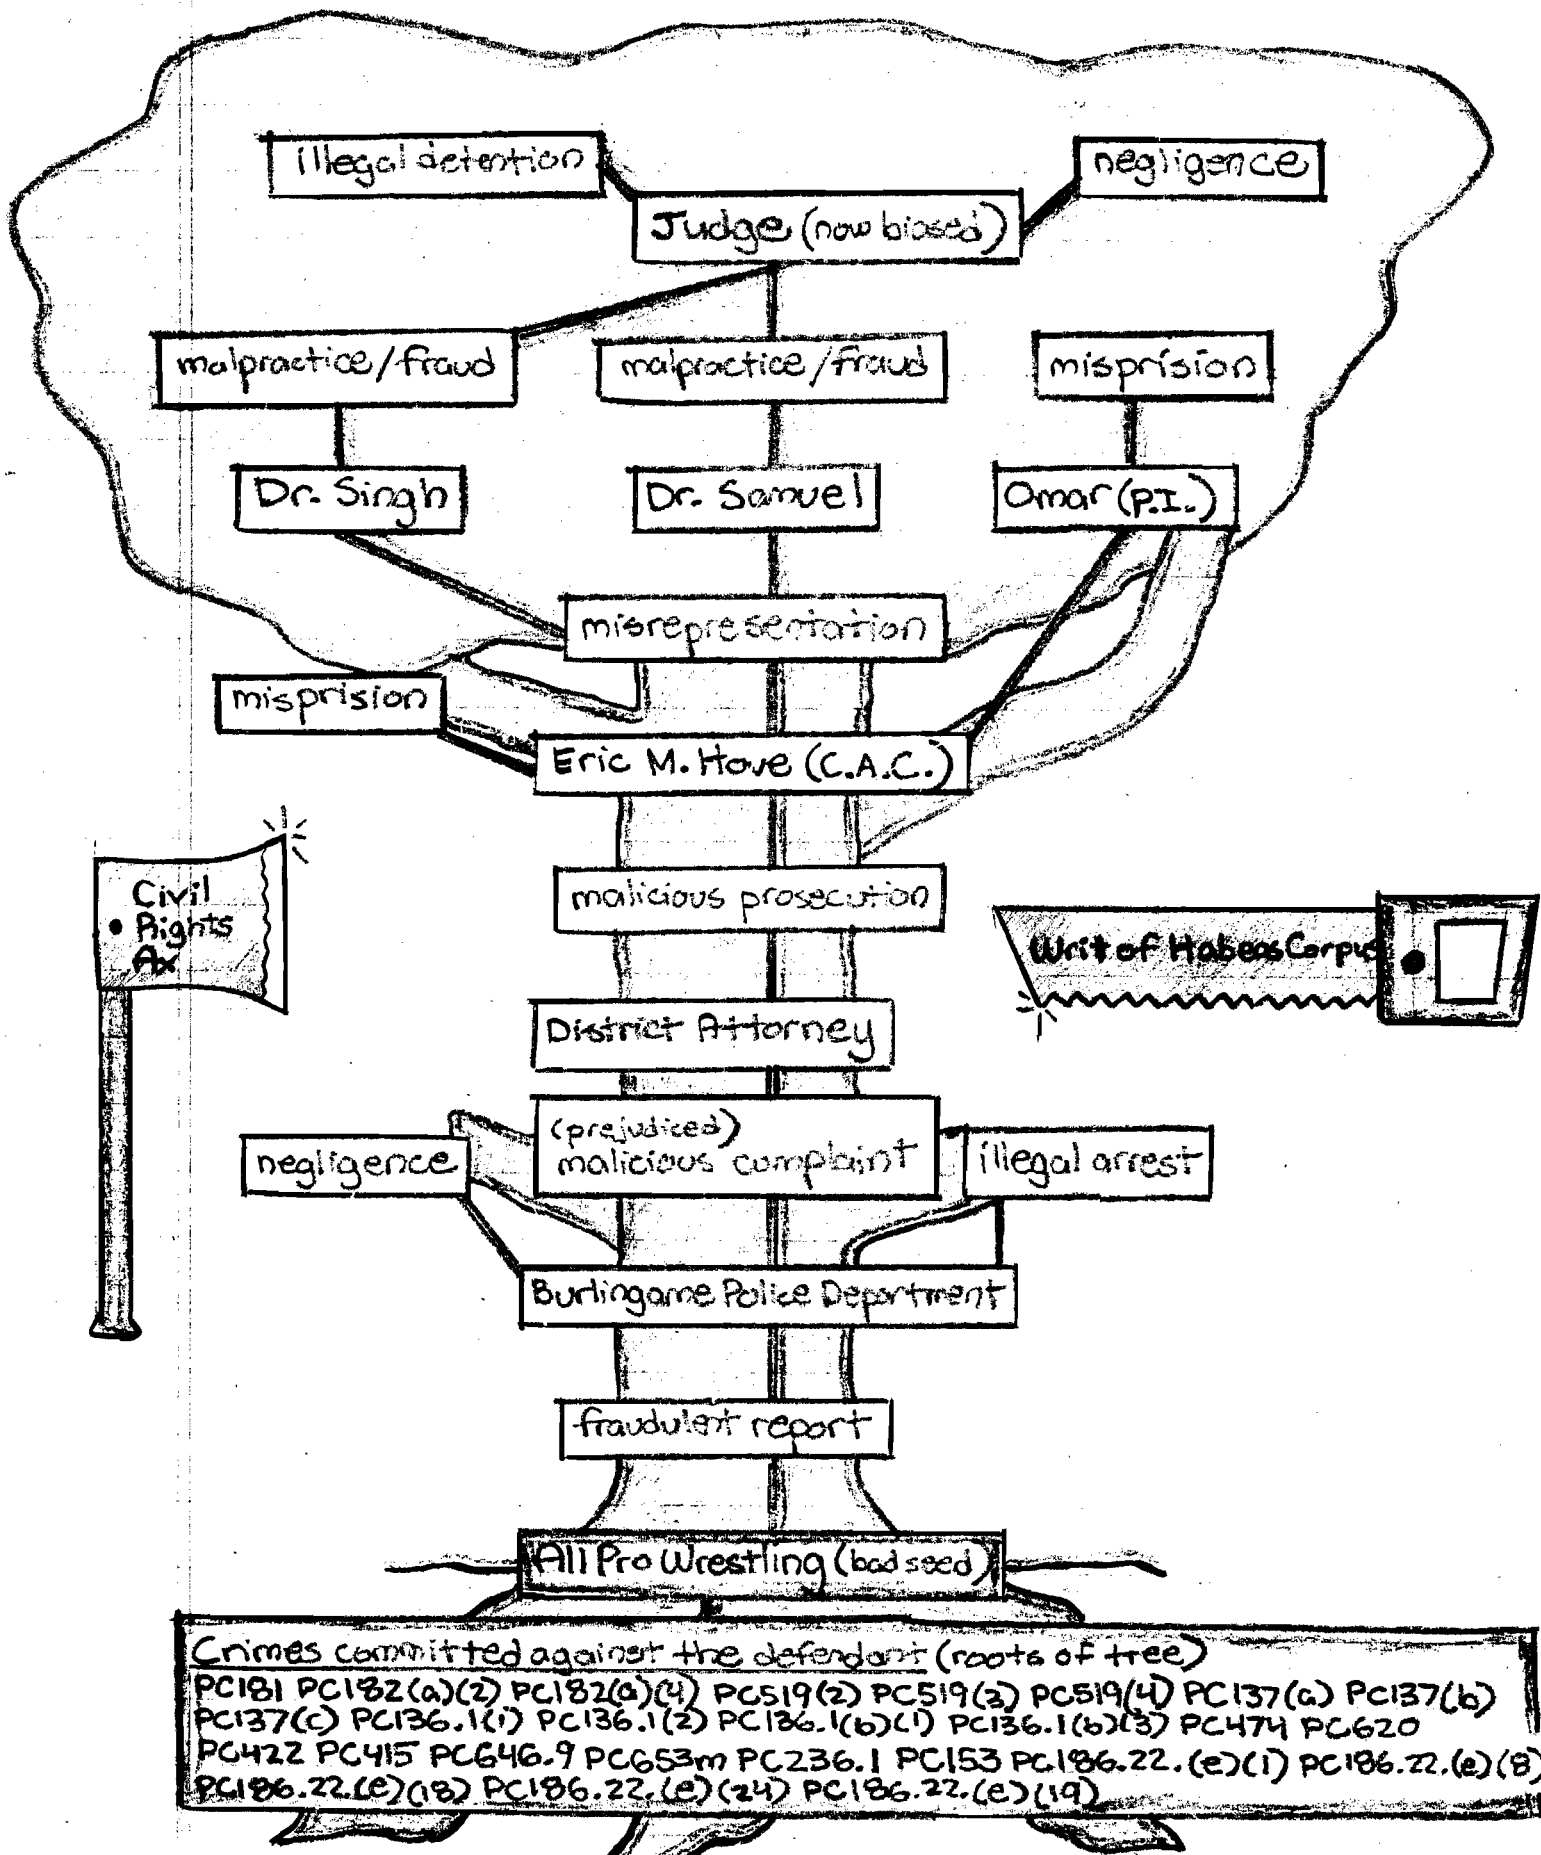 illegal detention
negligence
Judge (now biased)
malpractice/fraud
malpractice/fraud
misprision
Dr. Singh
Dr. Samuel
Omar (P.I.)
misrepresentation
misprision
Eric M. Hove (C.A.C.)
Civil
Rights
Ax
malicious prosecution
Writ of Habeas Corpus
District Attorney
(prejudiced)
malicious complaint
negligence
illegal arrest
Burlingame Police Department
fraudulent report
All Pro Wrestling (bad seed)
Crimes committed against the defendant (roots of tree)
PC181 PC182(a)(2) PC182(a)(4) PC519(2) PC519(3) PC519(4) PC137(a) PC137(b)
PC137(c) PC136.1(1) PC136.1(2) PC136.1(b)(1) PC136.1(b)(3) PC474 PC620
PC422 PC415 PC646.9 PC653m PC236.1 PC153 PC186.22.(e)(1) PC186.22.(e)(8)
PC186.22.(e)(18) PC186.22.(e)(24) PC186.22.(e)(19)